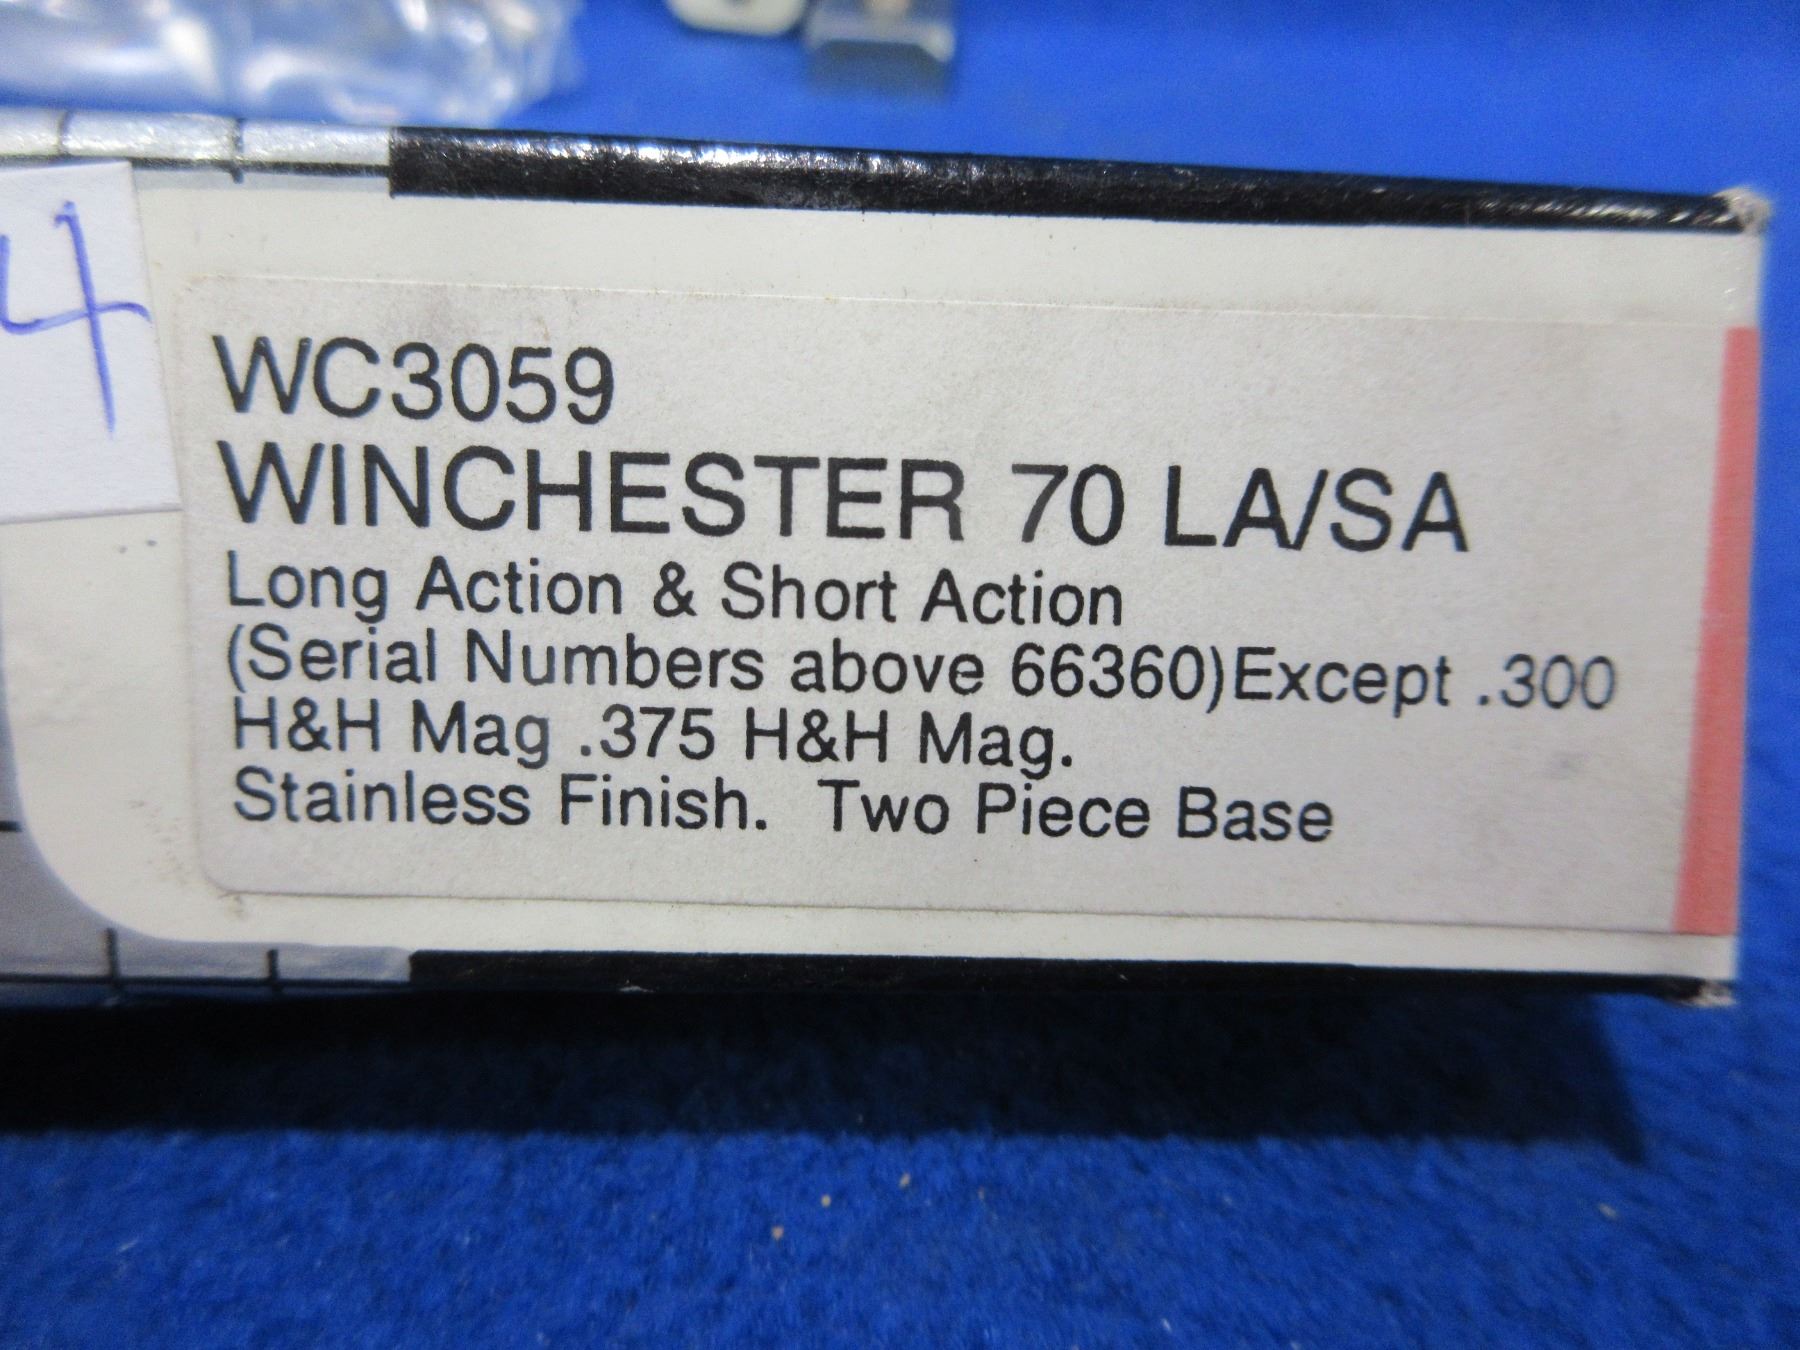 4
WC3059
WINCHESTER 70 LA/SA
Long Action & Short Action
(Serial Numbers above 66360)Except .300
H&H Mag .375 H&H Mag.
Stainless Finish. Two Piece Base